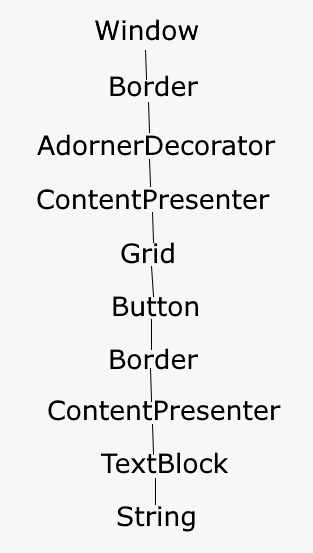 Window
Border
AdornerDecorator
ContentPresenter
Grid
Button
Border
ContentPresenter
TextBlock
String